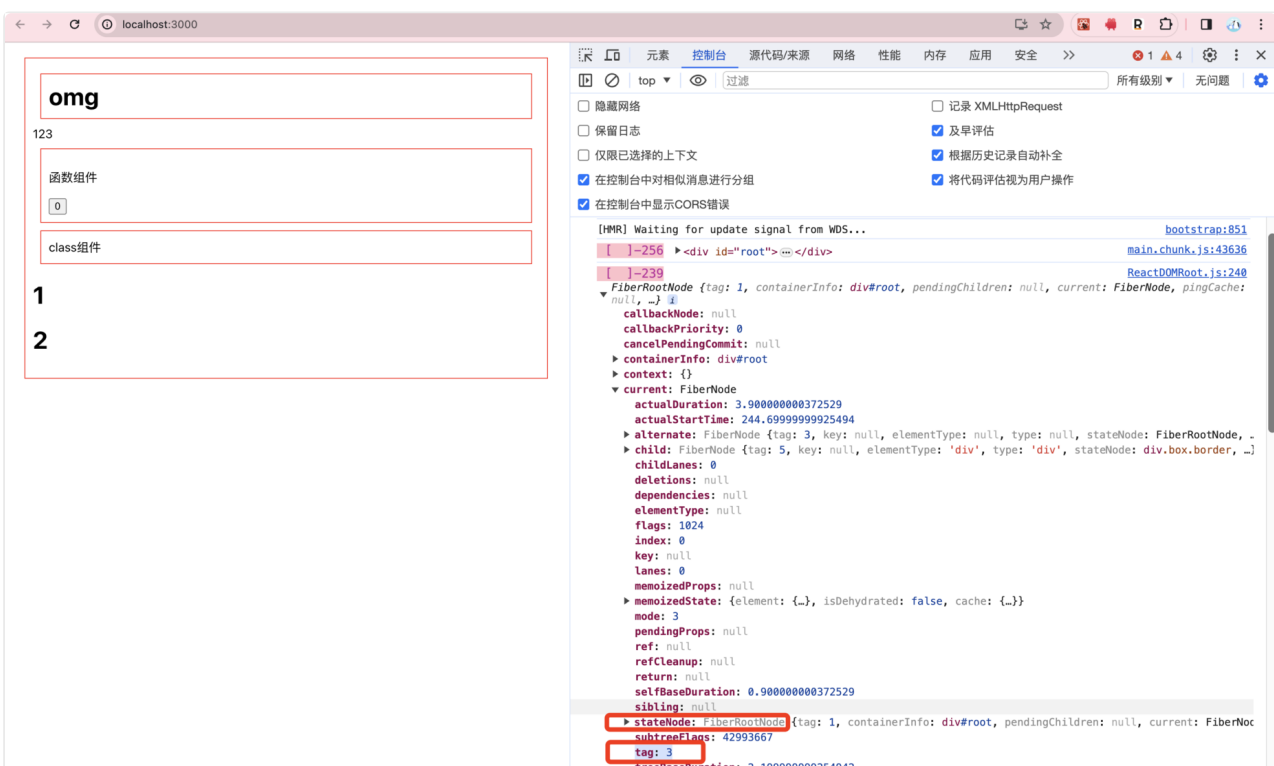 localhost:3000
omg
123
函数组件
0
class组件
1
2
元素 控制台 源代码/来源 网络 性能 内存 应用 安全 1 4
top 过滤 所有级别 无问题
隐藏网络 记录 XMLHttpRequest
保留日志 及早评估
仅限已选择的上下文 根据历史记录自动补全
在控制台中对相似消息进行分组 将代码评估视为用户操作
在控制台中显示CORS错误
[HMR] Waiting for update signal from WDS... bootstrap:851
[ ]-256 <div id="root">…</div> main.chunk.js:43636
[ ]-239 ReactDOMRoot.js:240
FiberRootNode {tag: 1, containerInfo: div#root, pendingChildren: null, current: FiberNode, pingCache:
null, …} i
callbackNode: null
callbackPriority: 0
cancelPendingCommit: null
containerInfo: div#root
context: {}
current: FiberNode
actualDuration: 3.900000000372529
actualStartTime: 244.69999999925494
alternate: FiberNode {tag: 3, key: null, elementType: null, type: null, stateNode: FiberRootNode, …
child: FiberNode {tag: 5, key: null, elementType: 'div', type: 'div', stateNode: div.box.border, …}
childLanes: 0
deletions: null
dependencies: null
elementType: null
flags: 1024
index: 0
key: null
lanes: 0
memoizedProps: null
memoizedState: {element: {…}, isDehydrated: false, cache: {…}}
mode: 3
pendingProps: null
ref: null
refCleanup: null
return: null
selfBaseDuration: 0.900000000372529
sibling: null
stateNode: FiberRootNode {tag: 1, containerInfo: div#root, pendingChildren: null, current: FiberNod
subtreeFlags: 42993667
tag: 3